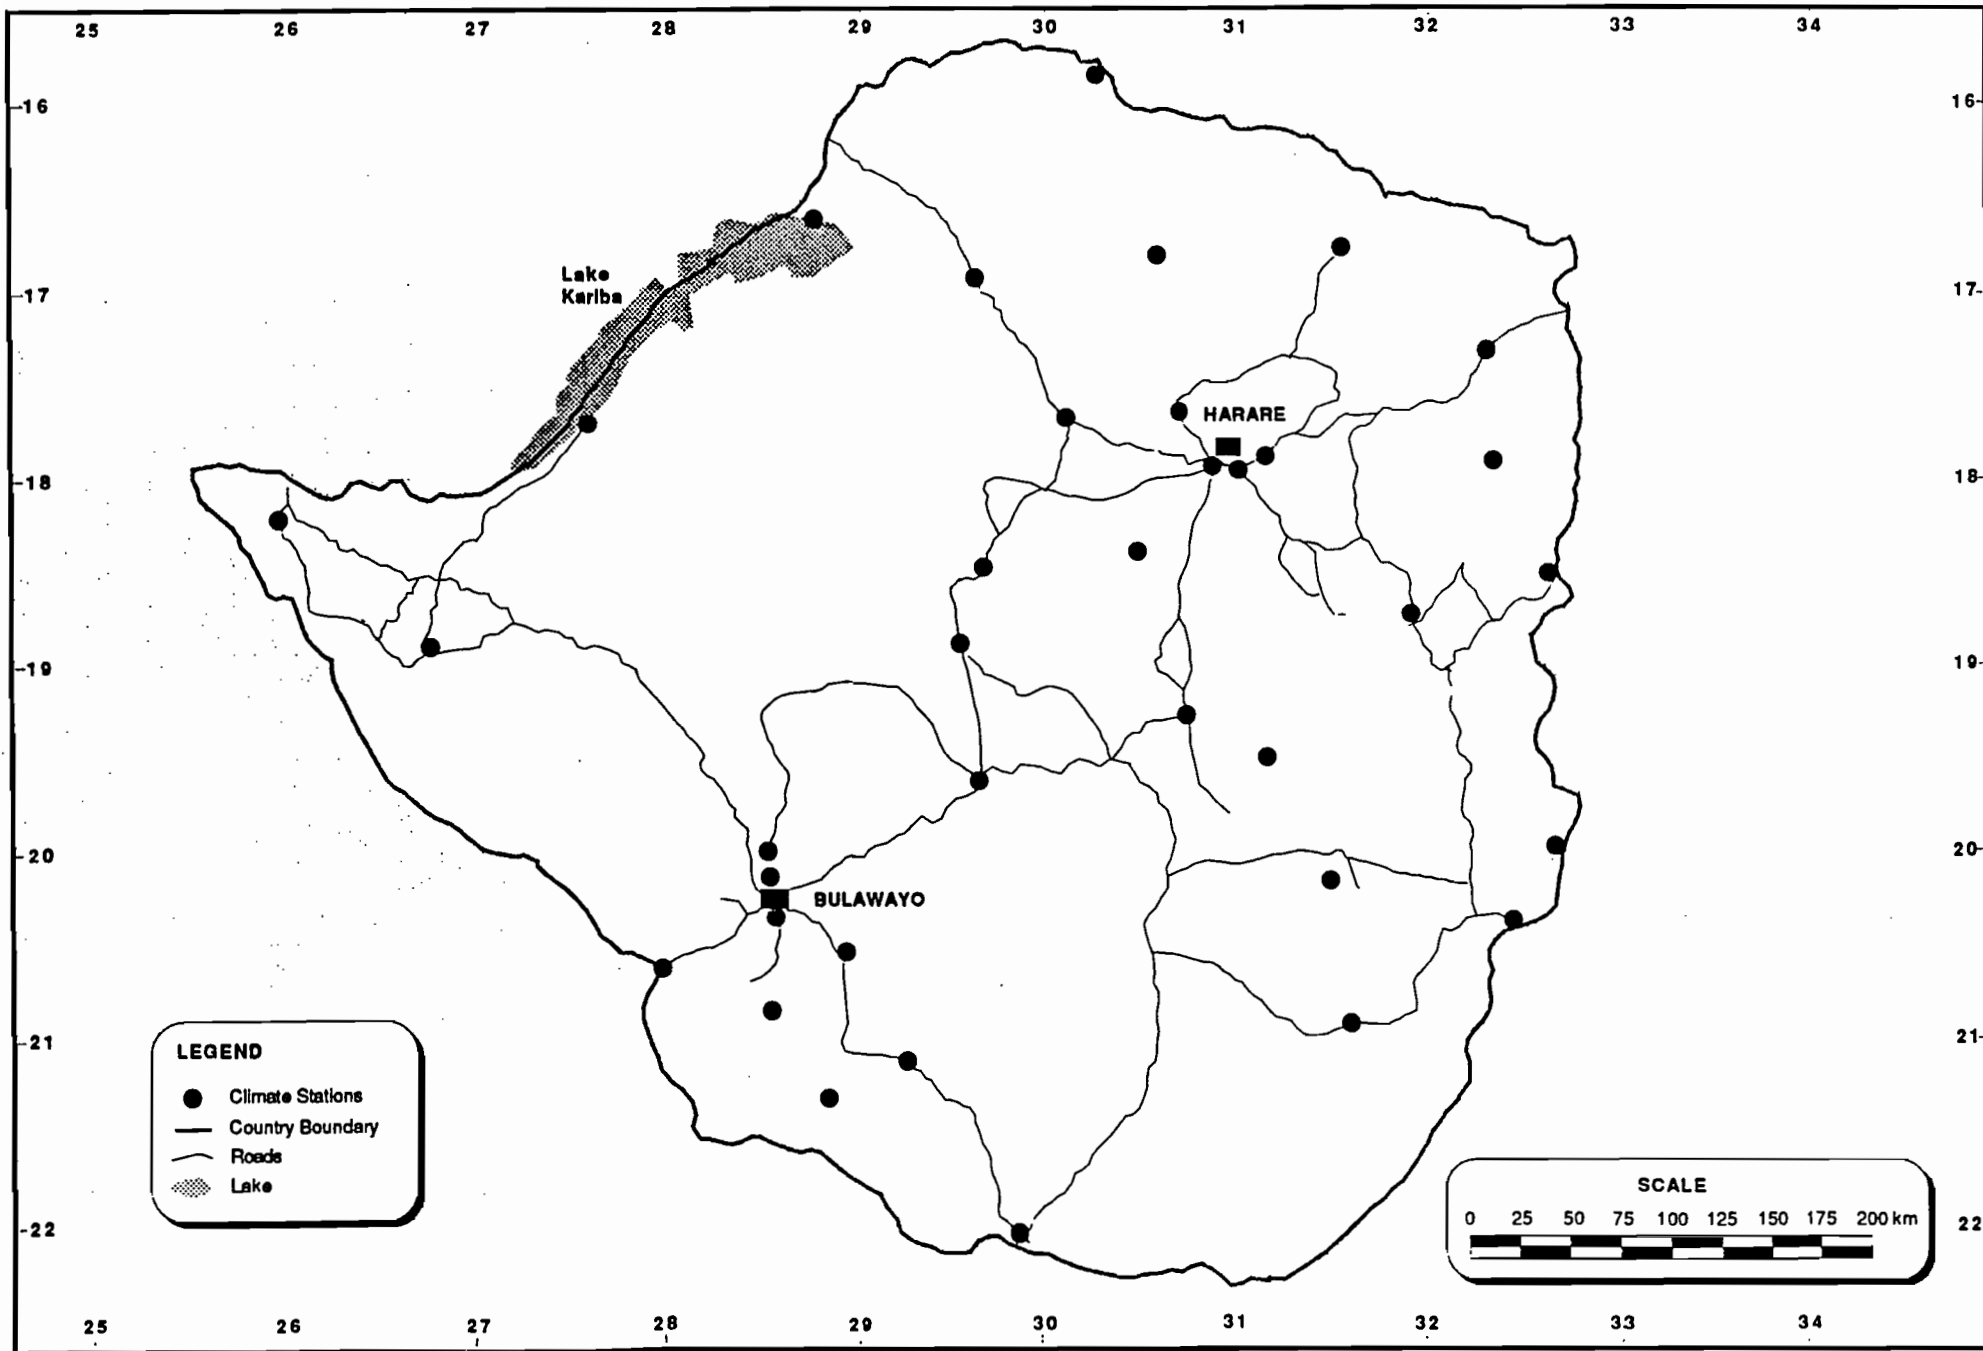 25 26 27 28 29 30 31 32 33 34
16 16
Lake
Kariba
17 17
HARARE
18 18
19 19
20 20
BULAWAYO
21 21
LEGEND
Climate Stations
Country Boundary
Roads
Lake
SCALE
0 25 50 75 100 125 150 175 200 km
22 22
25 26 27 28 29 30 31 32 33 34